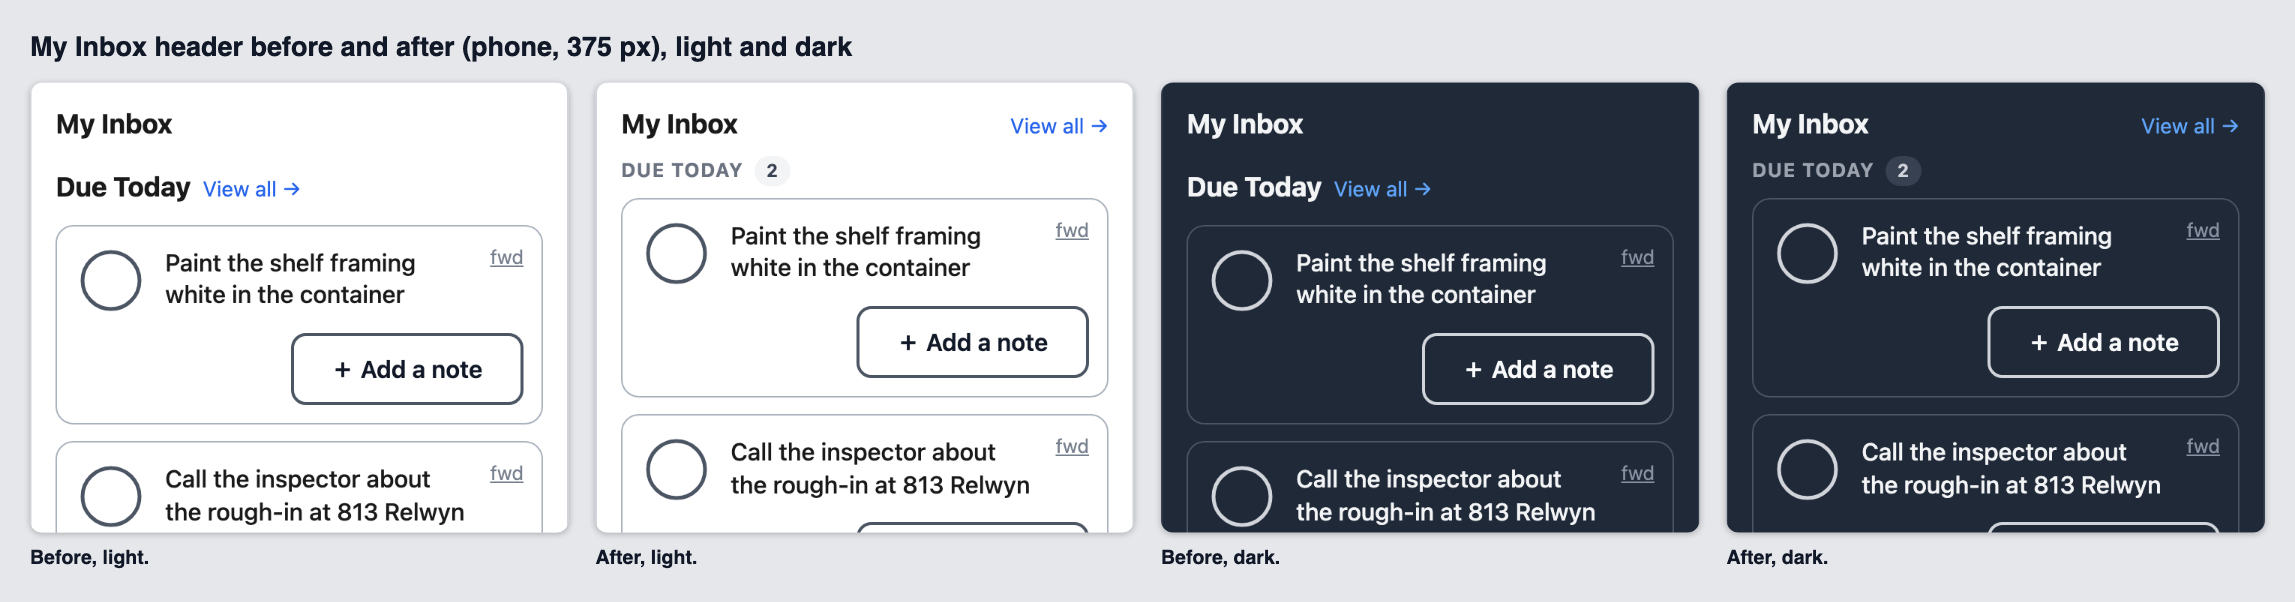 My Inbox header before and after (phone, 375 px), light and dark
My Inbox
Due Today View all →
Paint the shelf framing
white in the container
fwd
+ Add a note
Call the inspector about
the rough-in at 813 Relwyn
fwd
Before, light.
My Inbox
View all →
DUE TODAY 2
Paint the shelf framing
white in the container
fwd
+ Add a note
Call the inspector about
the rough-in at 813 Relwyn
fwd
After, light.
My Inbox
Due Today View all →
Paint the shelf framing
white in the container
fwd
+ Add a note
Call the inspector about
the rough-in at 813 Relwyn
fwd
Before, dark.
My Inbox
View all →
DUE TODAY 2
Paint the shelf framing
white in the container
fwd
+ Add a note
Call the inspector about
the rough-in at 813 Relwyn
fwd
After, dark.